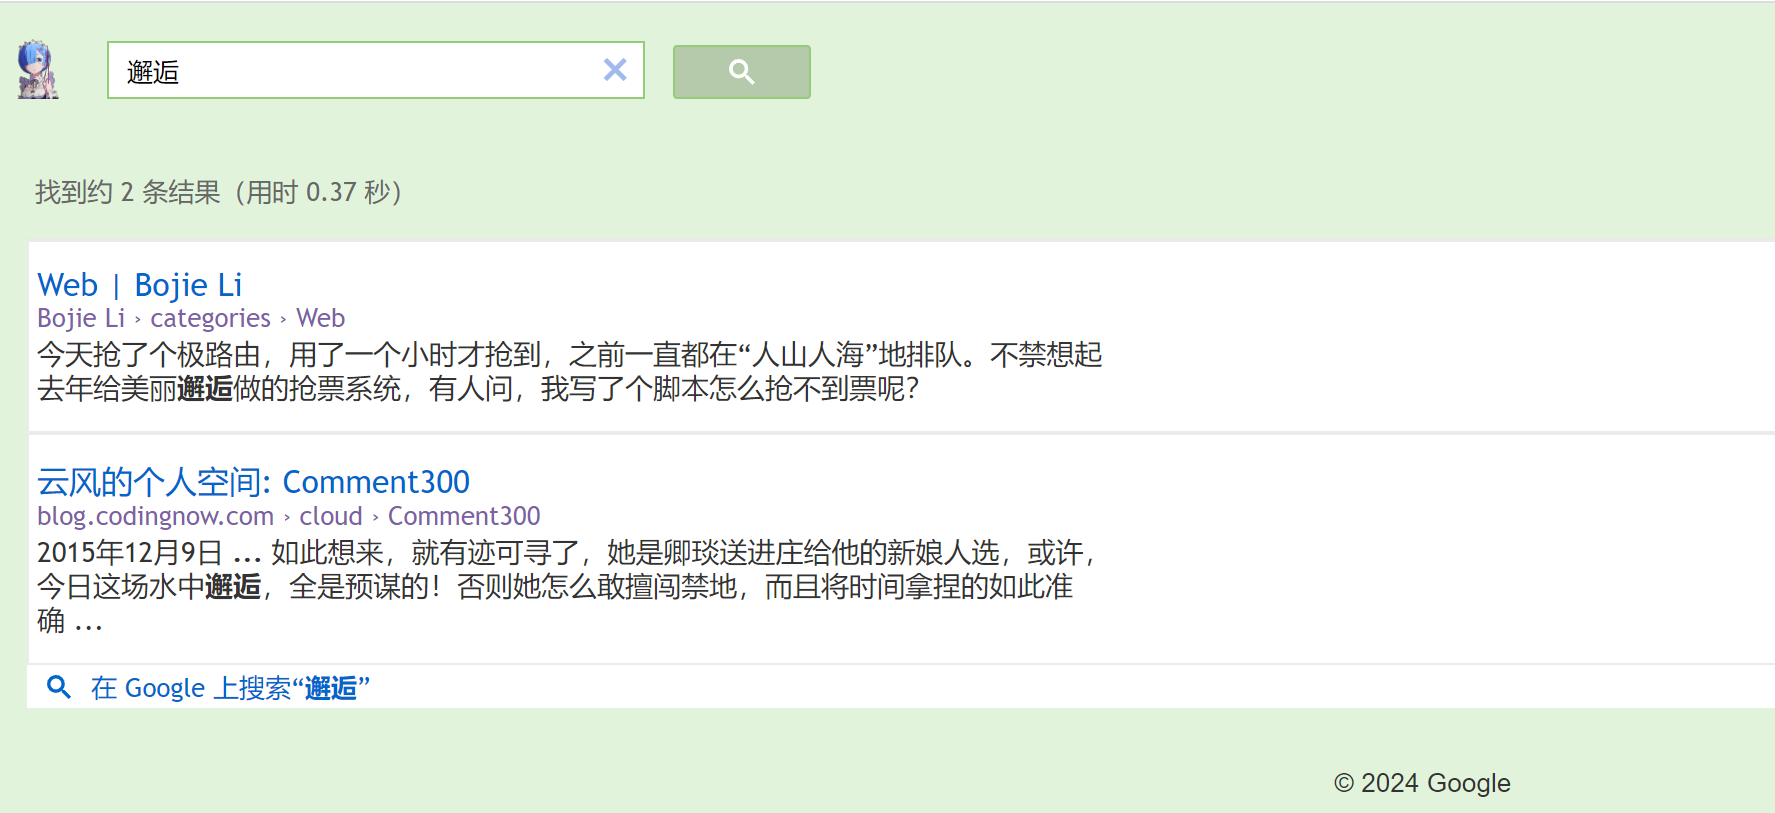 邂逅
找到约 2 条结果（用时 0.37 秒）
Web | Bojie Li
Bojie Li › categories › Web
今天抢了个极路由，用了一个小时才抢到，之前一直都在“人山人海”地排队。不禁想起
去年给美丽邂逅做的抢票系统，有人问，我写了个脚本怎么抢不到票呢？
云风的个人空间: Comment300
blog.codingnow.com › cloud › Comment300
2015年12月9日 ... 如此想来，就有迹可寻了，她是卿琰送进庄给他的新娘人选，或许，
今日这场水中邂逅，全是预谋的！否则她怎么敢擅闯禁地，而且将时间拿捏的如此准
确 ...
在 Google 上搜索“邂逅”
© 2024 Google